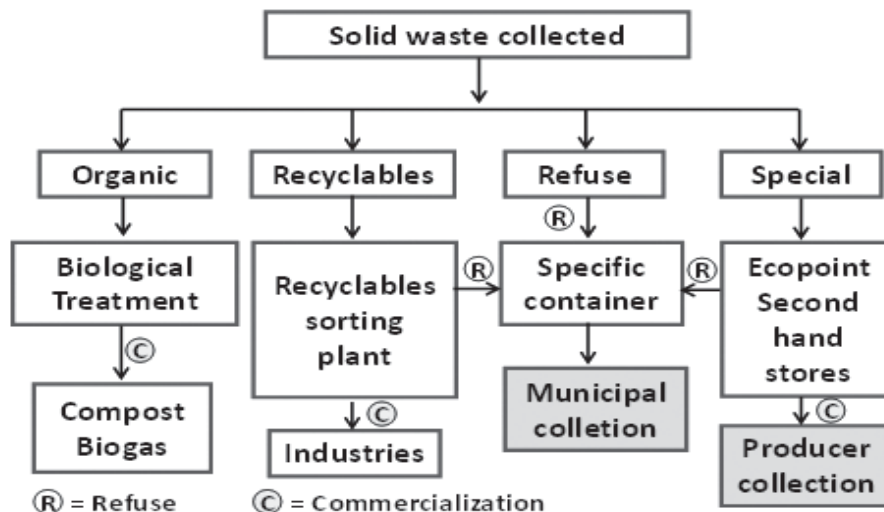 Solid waste collected
Organic
Recyclables
Refuse
Special
R
Biological
Treatment
Recyclables
sorting
plant
R
Specific
container
R
Ecopoint
Second
hand
stores
C
C
C
Compost
Biogas
Industries
Municipal
colletion
Producer
collection
R = Refuse
C = Commercialization